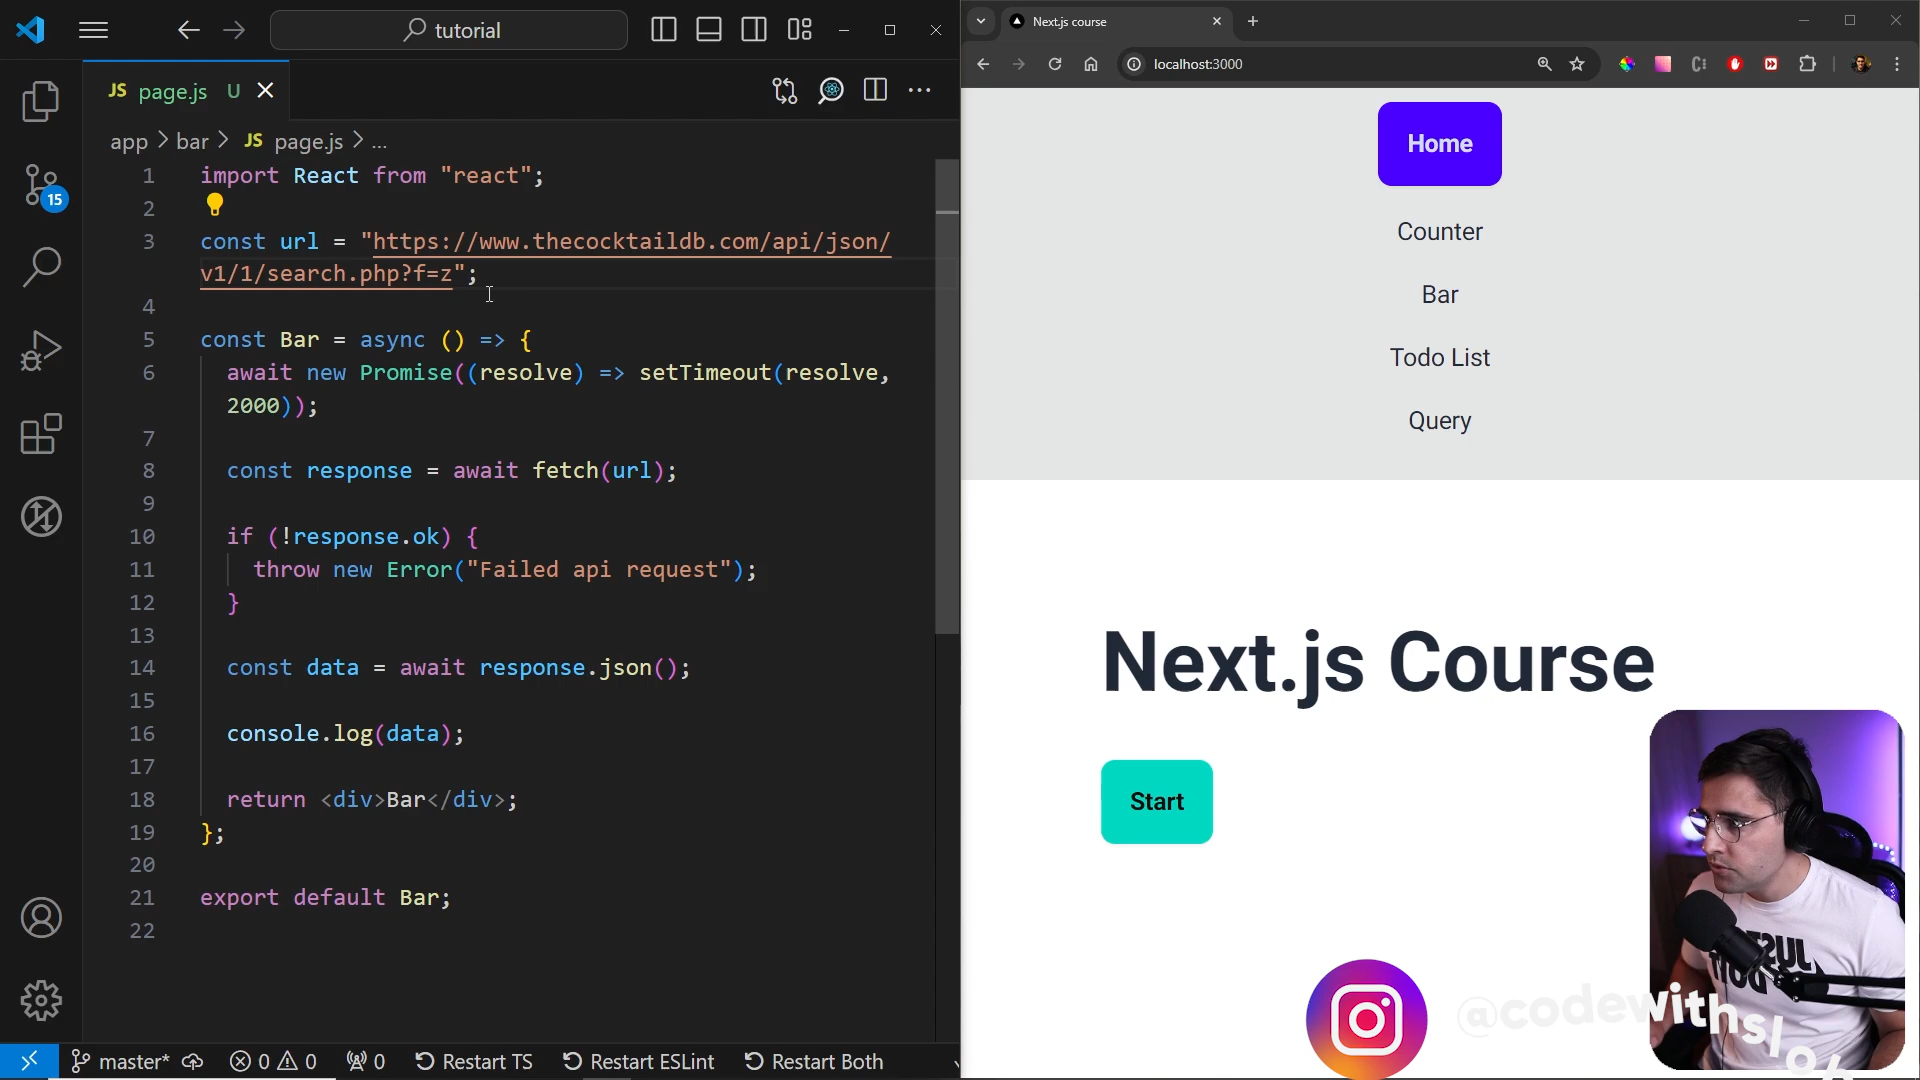 tutorial
JS page.js U
app > bar > JS page.js > ...
1 import React from "react";
2
3 const url = "https://www.thecocktaildb.com/api/json/
v1/1/search.php?f=z";
4
5 const Bar = async () => {
6 await new Promise((resolve) => setTimeout(resolve,
2000));
7
8 const response = await fetch(url);
9
10 if (!response.ok) {
11 throw new Error("Failed api request");
12 }
13
14 const data = await response.json();
15
16 console.log(data);
17
18 return <div>Bar</div>;
19 };
20
21 export default Bar;
22
15
master* 0 0 0 Restart TS Restart ESLint Restart Both
Next.js course
localhost:3000
Home
Counter
Bar
Todo List
Query
Next.js Course
Start
@codewithslob